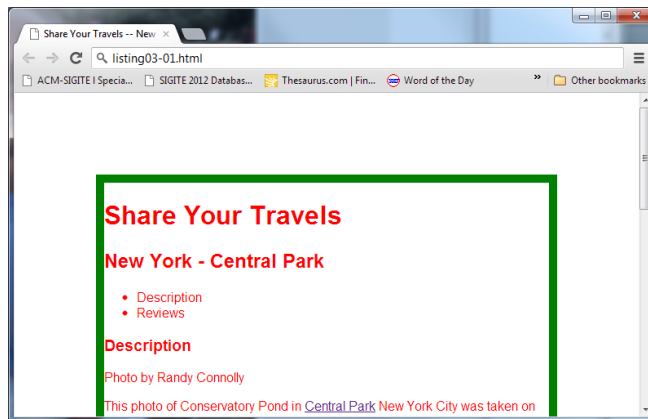 Share Your Travels -- New
listing03-01.html
ACM-SIGITE I Specia... SIGITE 2012 Databas... Thesaurus.com | Fin... Word of the Day » Other bookmarks
Share Your Travels
New York - Central Park
• Description
• Reviews
Description
Photo by Randy Connolly
This photo of Conservatory Pond in Central Park New York City was taken on